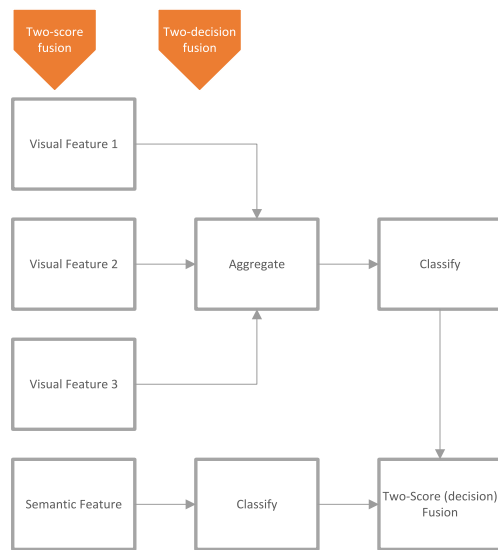 Two-score
fusion
Two-decision
fusion
Visual Feature 1
Visual Feature 2
Aggregate
Classify
Visual Feature 3
Semantic Feature
Classify
Two-Score (decision)
Fusion